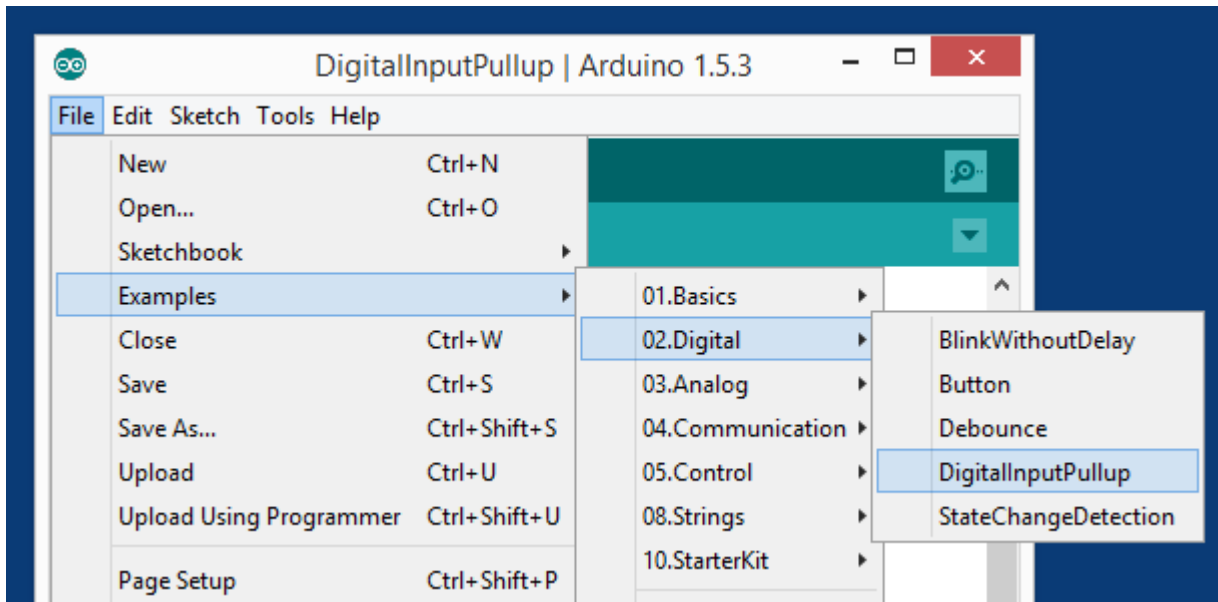 DigitalInputPullup | Arduino 1.5.3
File Edit Sketch Tools Help
New Ctrl+N
Open... Ctrl+O
Sketchbook
Examples
Close Ctrl+W
Save Ctrl+S
Save As... Ctrl+Shift+S
Upload Ctrl+U
Upload Using Programmer Ctrl+Shift+U
Page Setup Ctrl+Shift+P
01.Basics
02.Digital
03.Analog
04.Communication
05.Control
08.Strings
10.StarterKit
BlinkWithoutDelay
Button
Debounce
DigitalInputPullup
StateChangeDetection